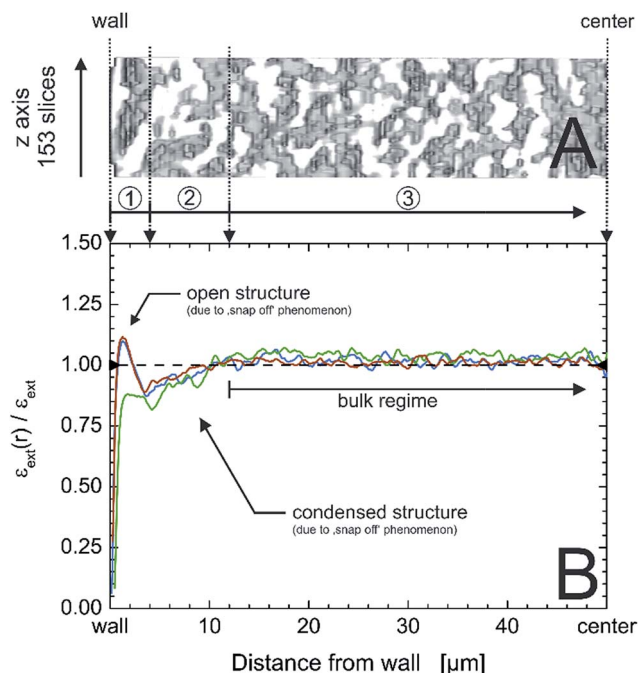 wall
center
z axis
153 slices
A
① ② ③
1.50
1.25
1.00
0.75
0.50
0.25
0.00
εext(r) / εext
open structure
(due to ‚snap off' phenomenon)
bulk regime
condensed structure
(due to ‚snap off' phenomenon)
B
wall 10 20 30 40 center
Distance from wall [µm]